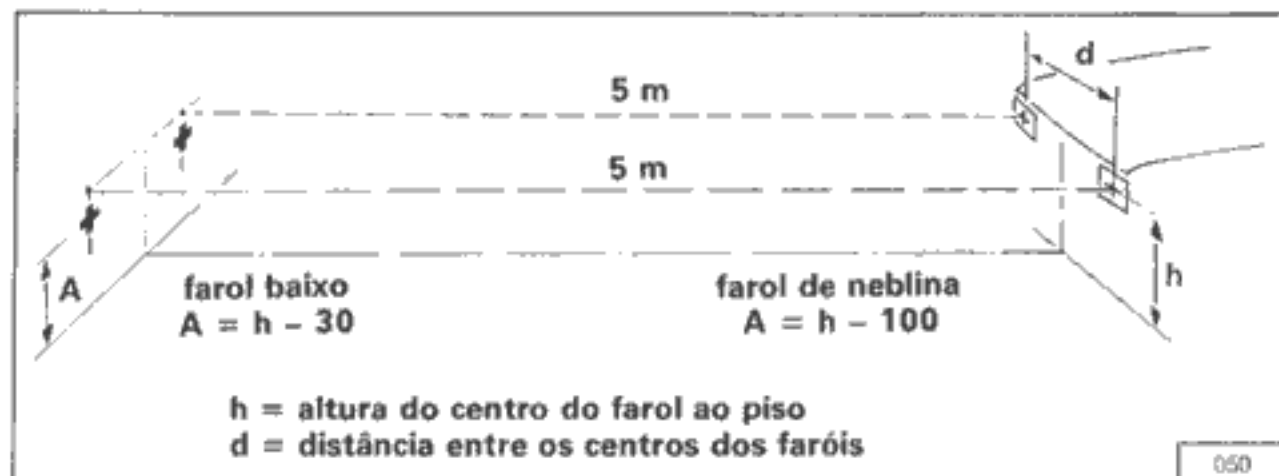 d
5 m
5 m
A
h
farol baixo
A = h – 30
farol de neblina
A = h – 100
h = altura do centro do farol ao piso
d = distância entre os centros dos faróis
050